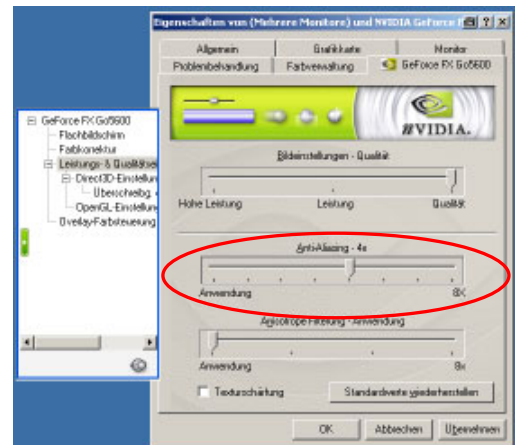 Eigenschaften von (Mehrere Monitore) und NVIDIA GeForce
Allgemein Grafikkarte Monitor
Problembehandlung Farbverwaltung GeForce FX Go5600
NVIDIA.
GeForce FX Go5600
Flachbildschirm
Farbkorrektur
Leistungs- & Qualitätsei
Direct3D-Einstellun
Überschreibg.
OpenGL-Einstellun
Overlay-Farbsteuerung
Bildeinstellungen - Qualität
Hohe Leistung Leistung Qualität
Anti-Aliasing - 4x
Anwendung 8X
Anisotrope Filterung - Anwendung
Anwendung 8x
Texturschärfung Standardwerte wiederherstellen
OK Abbrechen Übernehmen